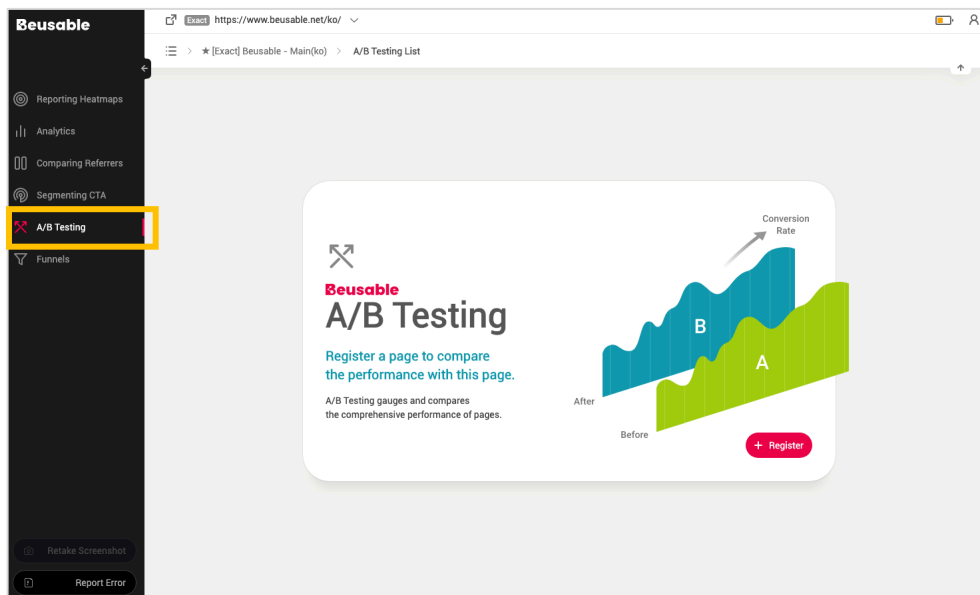 Beusable
Exact https://www.beusable.net/ko/
★ [Exact] Beusable - Main(ko) > A/B Testing List
Reporting Heatmaps
Analytics
Comparing Referrers
Segmenting CTA
A/B Testing
Funnels
Retake Screenshot
Report Error
Beusable
A/B Testing
Register a page to compare
the performance with this page.
A/B Testing gauges and compares
the comprehensive performance of pages.
Conversion
Rate
B
A
After
Before
+ Register